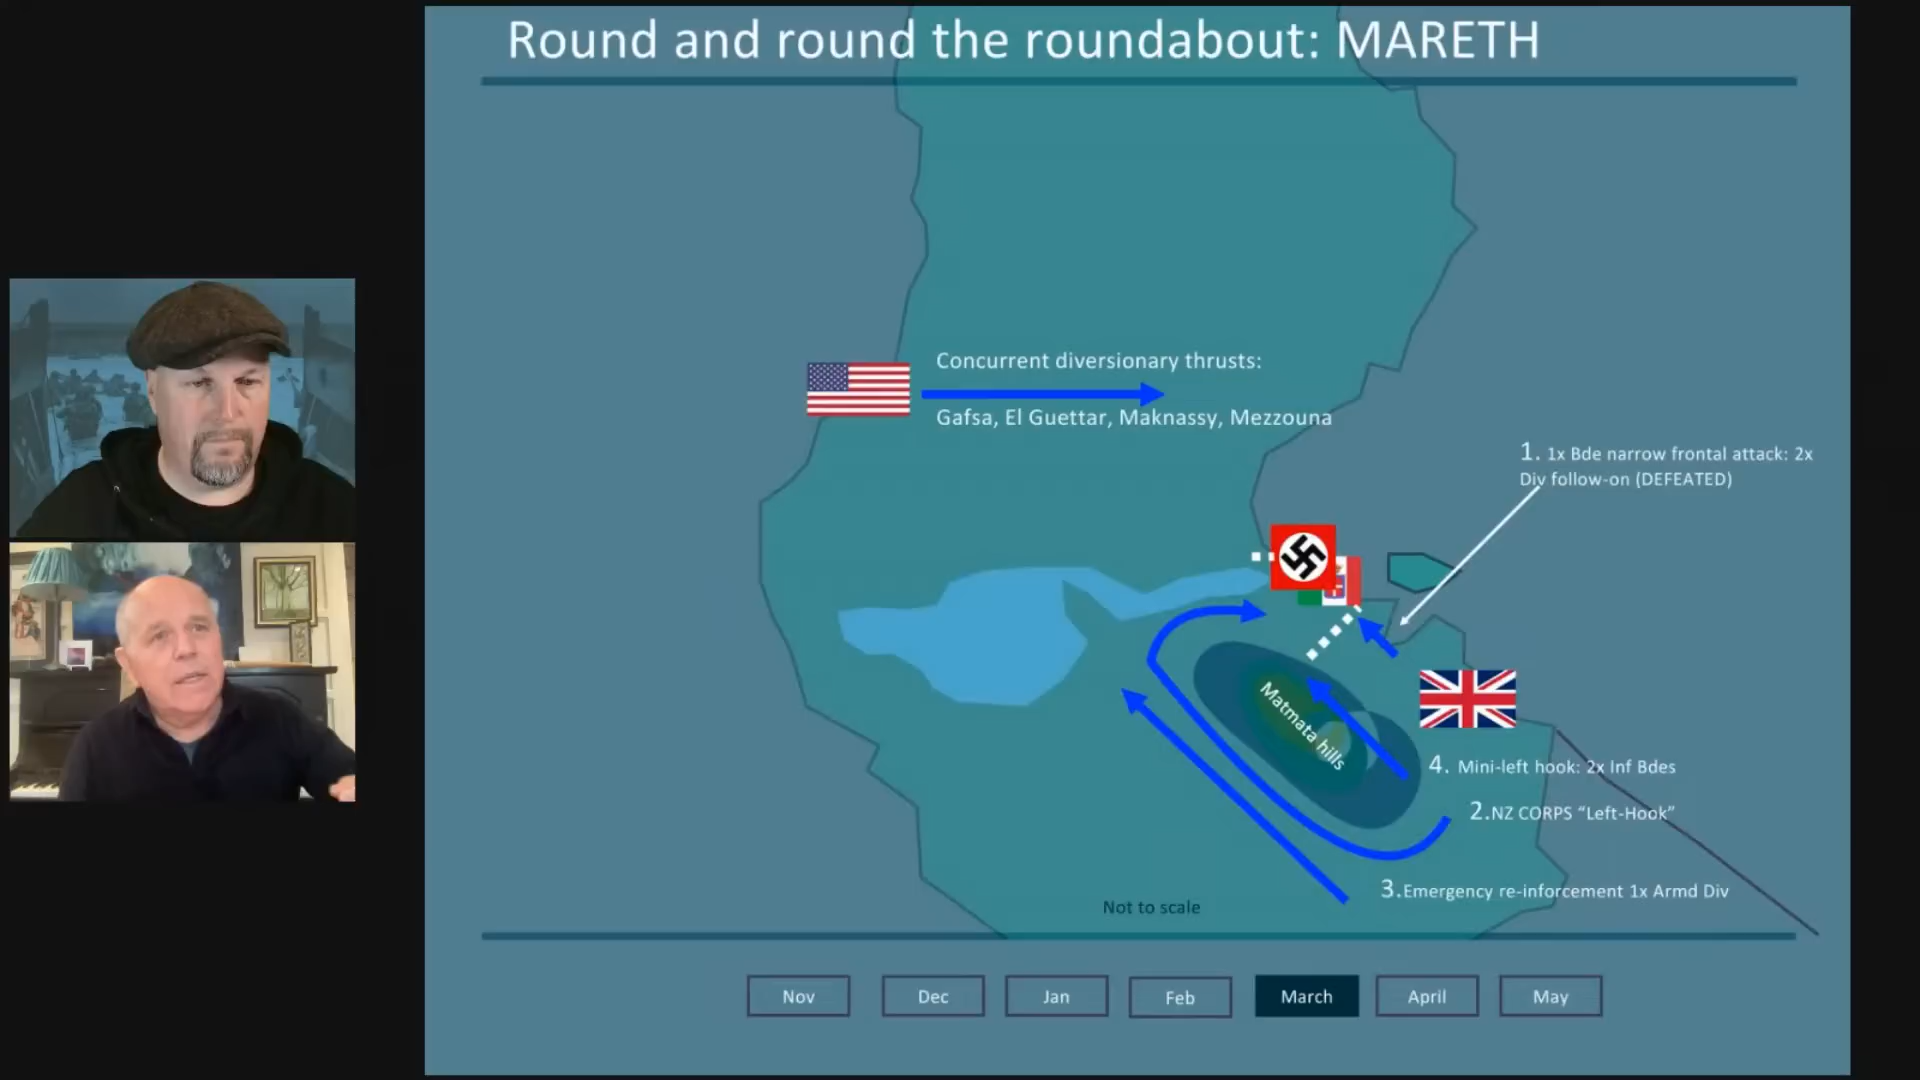 Round and round the roundabout: MARETH
Concurrent diversionary thrusts:
Gafsa, El Guettar, Maknassy, Mezzouna
1. 1x Bde narrow frontal attack: 2x
Div follow-on (DEFEATED)
Matmata hills
4. Mini-left hook: 2x Inf Bdes
2.NZ CORPS “Left-Hook”
3.Emergency re-inforcement 1x Armd Div
Not to scale
Nov
Dec
Jan
Feb
March
April
May